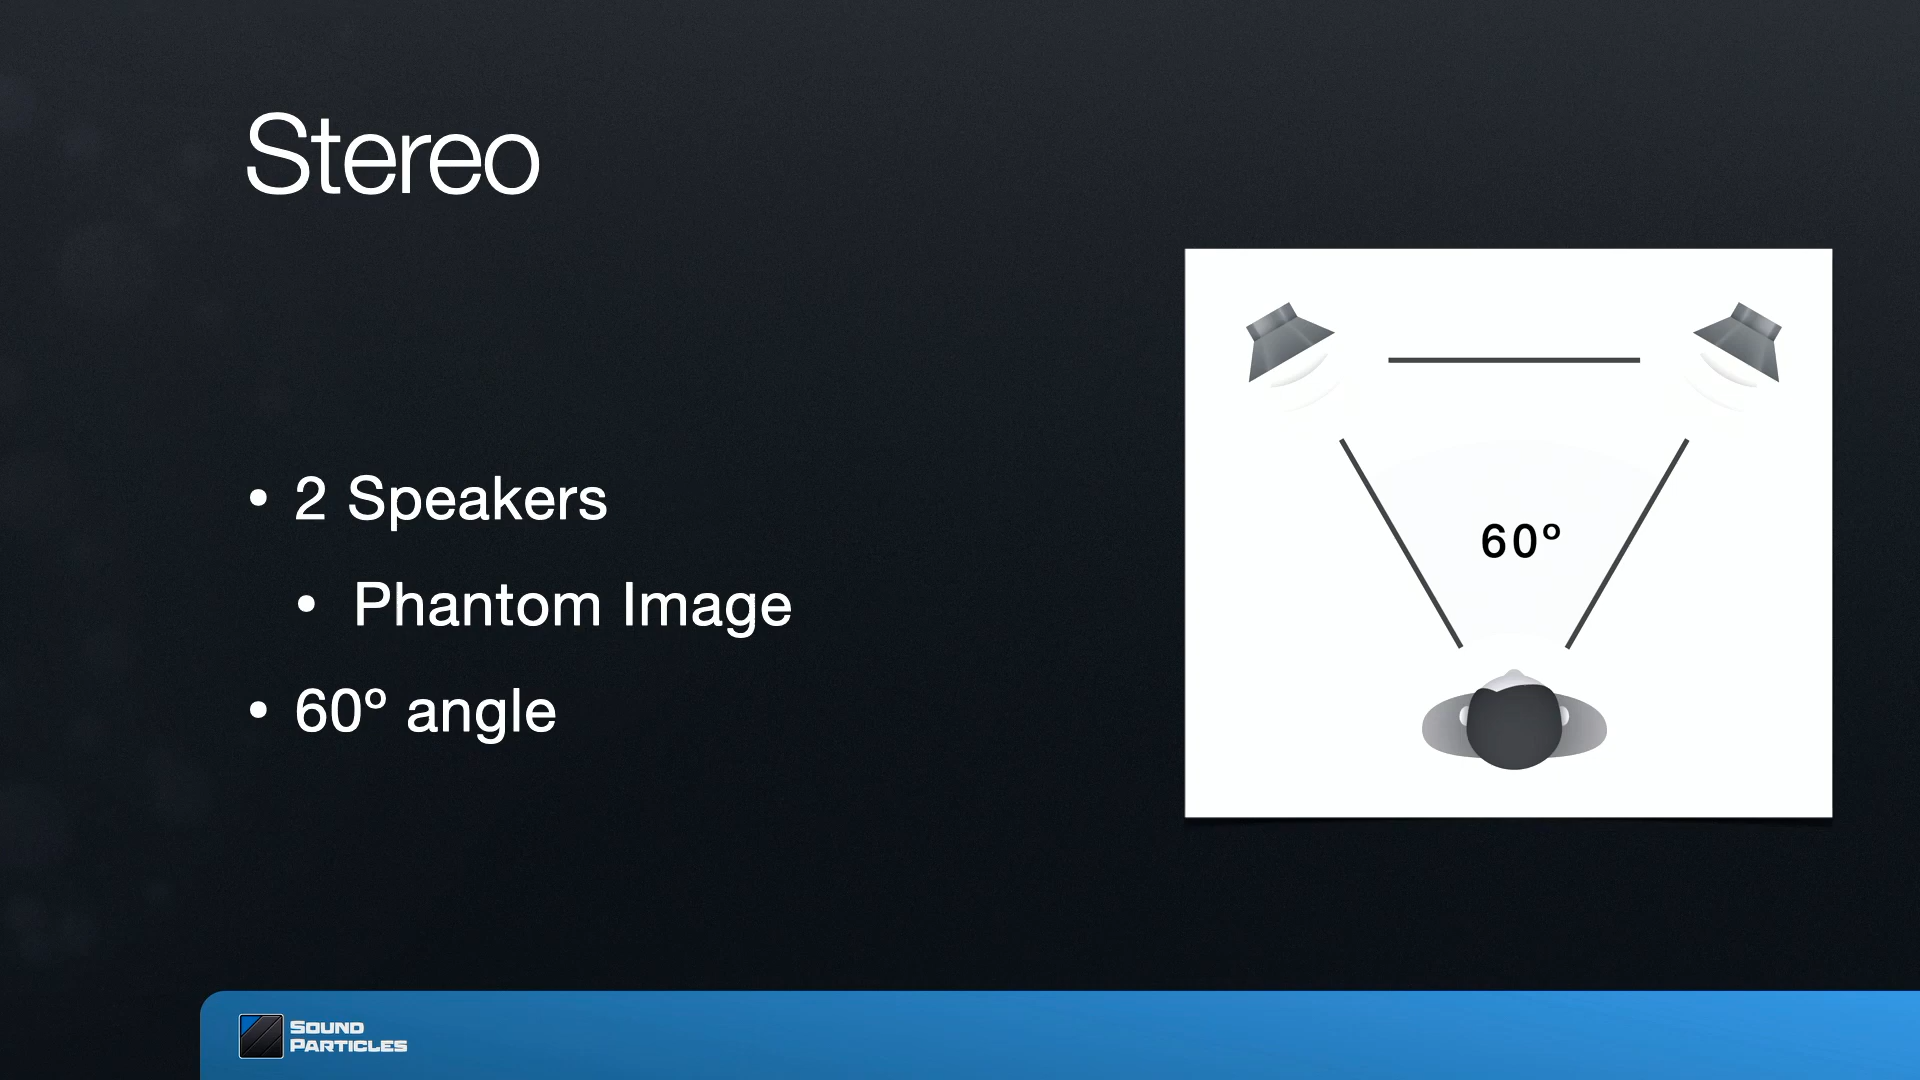 Stereo
• 2 Speakers
• Phantom Image
• 60º angle
60º
SOUND
PARTICLES